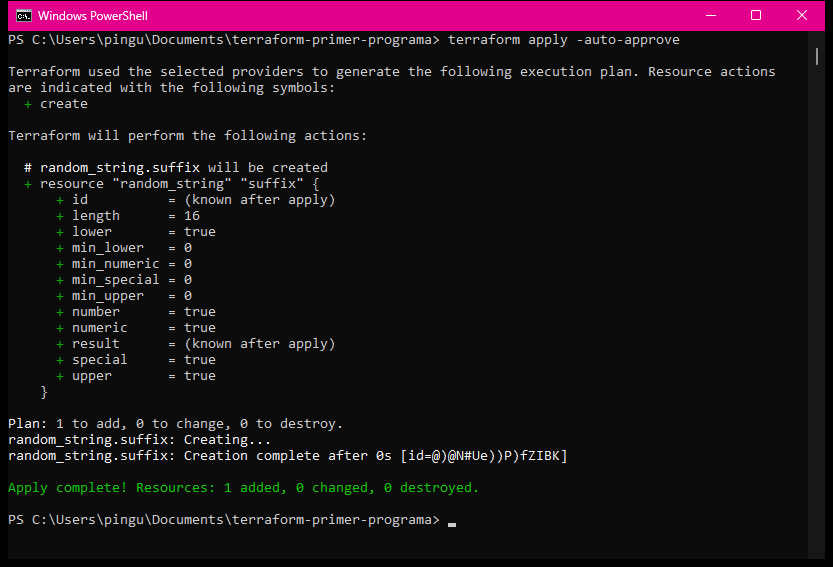 Windows PowerShell
PS C:\Users\pingu\Documents\terraform-primer-programa> terraform apply -auto-approve
Terraform used the selected providers to generate the following execution plan. Resource actions
are indicated with the following symbols:
  + create
Terraform will perform the following actions:
  # random_string.suffix will be created
  + resource "random_string" "suffix" {
      + id          = (known after apply)
      + length      = 16
      + lower       = true
      + min_lower   = 0
      + min_numeric = 0
      + min_special = 0
      + min_upper   = 0
      + number      = true
      + numeric     = true
      + result      = (known after apply)
      + special     = true
      + upper       = true
    }
Plan: 1 to add, 0 to change, 0 to destroy.
random_string.suffix: Creating...
random_string.suffix: Creation complete after 0s [id=@)@N#Ue))P)fZIBK]
Apply complete! Resources: 1 added, 0 changed, 0 destroyed.
PS C:\Users\pingu\Documents\terraform-primer-programa>